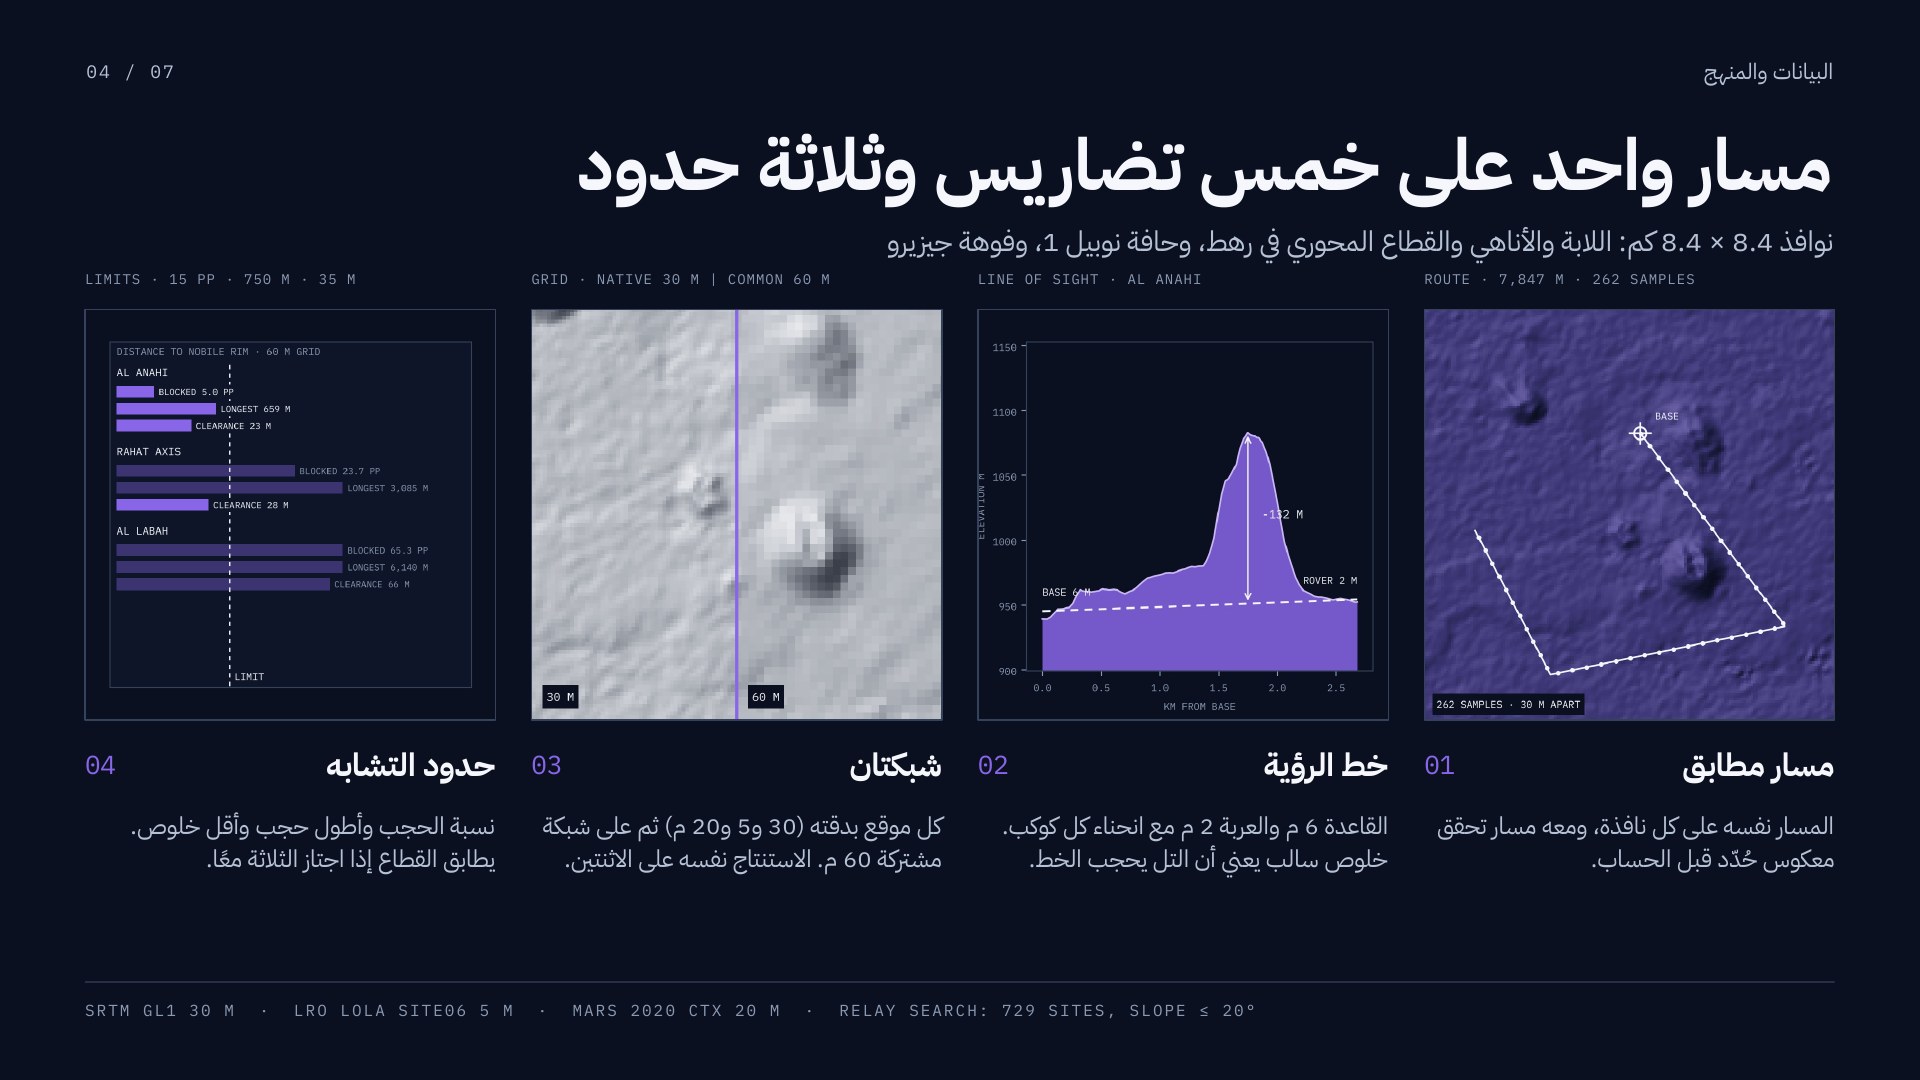 البيانات والمنهج
04 / 07
مسار واحد على خمس تضاريس وثلاثة حدود
نوافذ 8.4 × 8.4 كم: اللابة والأناهي والقطاع المحوري في رهط، وحافة نوبيل 1، وفوهة جيزيرو
ROUTE · 7,847 M · 262 SAMPLES
BASE
262 SAMPLES · 30 M APART
01
مسار مطابق
المسار نفسه على كل نافذة، ومعه مسار تحقق
معكوس حُدّد قبل الحساب.
LINE OF SIGHT · AL ANAHI
1150
1100
1050
1000
950
900
ELEVATION M
-132 M
BASE 6 M
ROVER 2 M
0.0 0.5 1.0 1.5 2.0 2.5
KM FROM BASE
02
خط الرؤية
القاعدة 6 م والعربة 2 م مع انحناء كل كوكب.
خلوص سالب يعني أن التل يحجب الخط.
GRID · NATIVE 30 M | COMMON 60 M
30 M
60 M
03
شبكتان
كل موقع بدقته (30 و5 و20 م) ثم على شبكة
مشتركة 60 م. الاستنتاج نفسه على الاثنتين.
LIMITS · 15 PP · 750 M · 35 M
DISTANCE TO NOBILE RIM · 60 M GRID
AL ANAHI
BLOCKED 5.0 PP
LONGEST 659 M
CLEARANCE 23 M
RAHAT AXIS
BLOCKED 23.7 PP
LONGEST 3,085 M
CLEARANCE 28 M
AL LABAH
BLOCKED 65.3 PP
LONGEST 6,140 M
CLEARANCE 66 M
LIMIT
04
حدود التشابه
نسبة الحجب وأطول حجب وأقل خلوص.
يطابق القطاع إذا اجتاز الثلاثة معًا.
SRTM GL1 30 M · LRO LOLA SITE06 5 M · MARS 2020 CTX 20 M · RELAY SEARCH: 729 SITES, SLOPE ≤ 20°